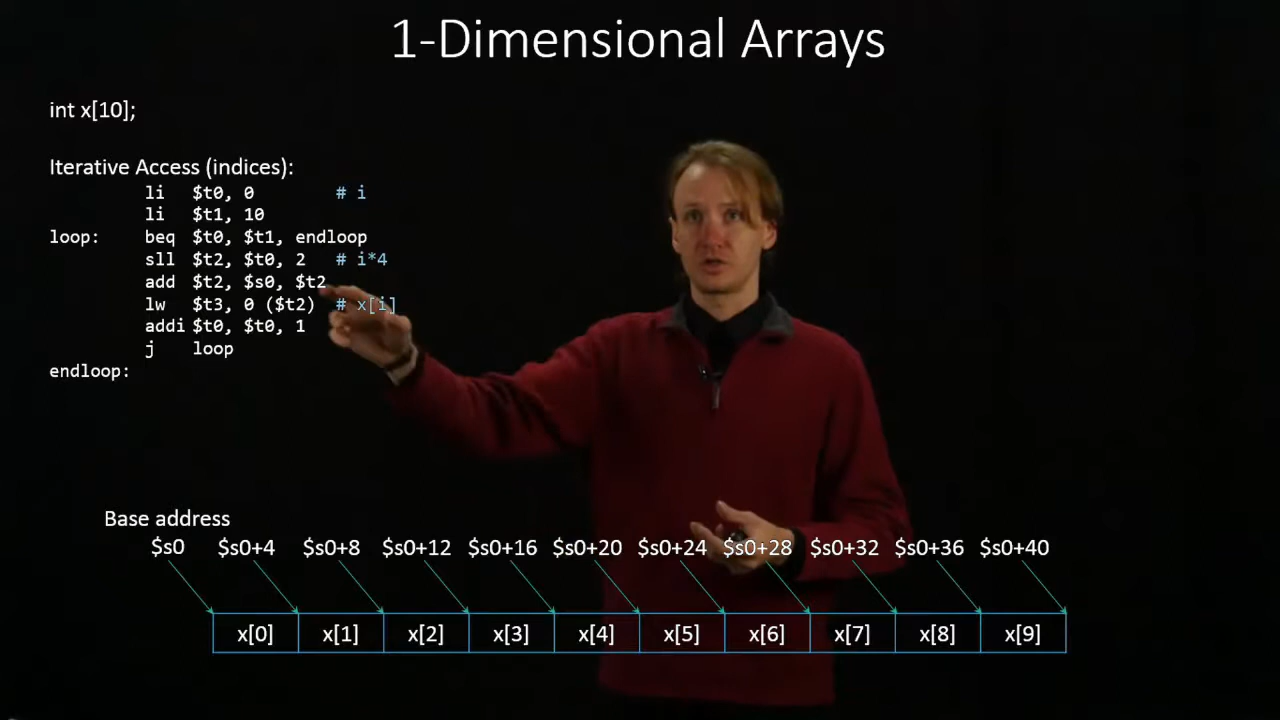 1-Dimensional Arrays
int x[10];
Iterative Access (indices):
li $t0, 0 # i
li $t1, 10
loop: beq $t0, $t1, endloop
sll $t2, $t0, 2 # i*4
add $t2, $s0, $t2
lw $t3, 0 ($t2) # x[i]
addi $t0, $t0, 1
j loop
endloop:
Base address
$s0 $s0+4 $s0+8 $s0+12 $s0+16 $s0+20 $s0+24 $s0+28 $s0+32 $s0+36 $s0+40
x[0] x[1] x[2] x[3] x[4] x[5] x[6] x[7] x[8] x[9]